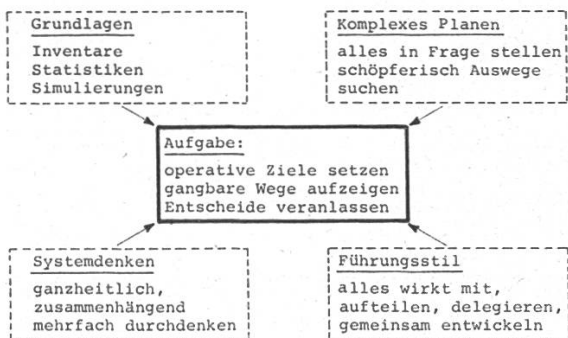 Grundlagen
Inventare
Statistiken
Simulierungen
Komplexes Planen
alles in Frage stellen
schöpferisch Auswege
suchen
Aufgabe:
operative Ziele setzen
gangbare Wege aufzeigen
Entscheide veranlassen
Systemdenken
ganzheitlich,
zusammenhängend
mehrfach durchdenken
Führungsstil
alles wirkt mit,
aufteilen, delegieren,
gemeinsam entwickeln